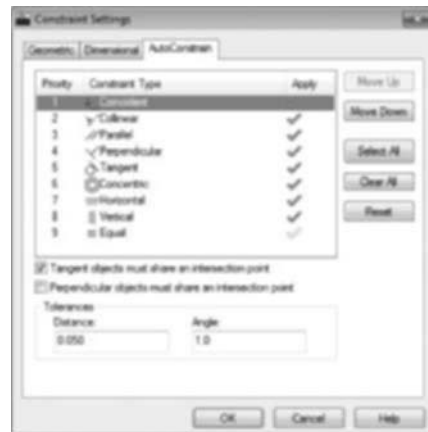 Constraint Settings
Geometric Dimensional AutoConstrain
Priority Constraint Type Apply
1 Coincident
2 Collinear
3 Parallel
4 Perpendicular
5 Tangent
6 Concentric
7 Horizontal
8 Vertical
9 Equal
Move Up
Move Down
Select All
Clear All
Reset
Tangent objects must share an intersection point
Perpendicular objects must share an intersection point
Tolerances
Distance: Angle:
0.050 1.0
OK Cancel Help